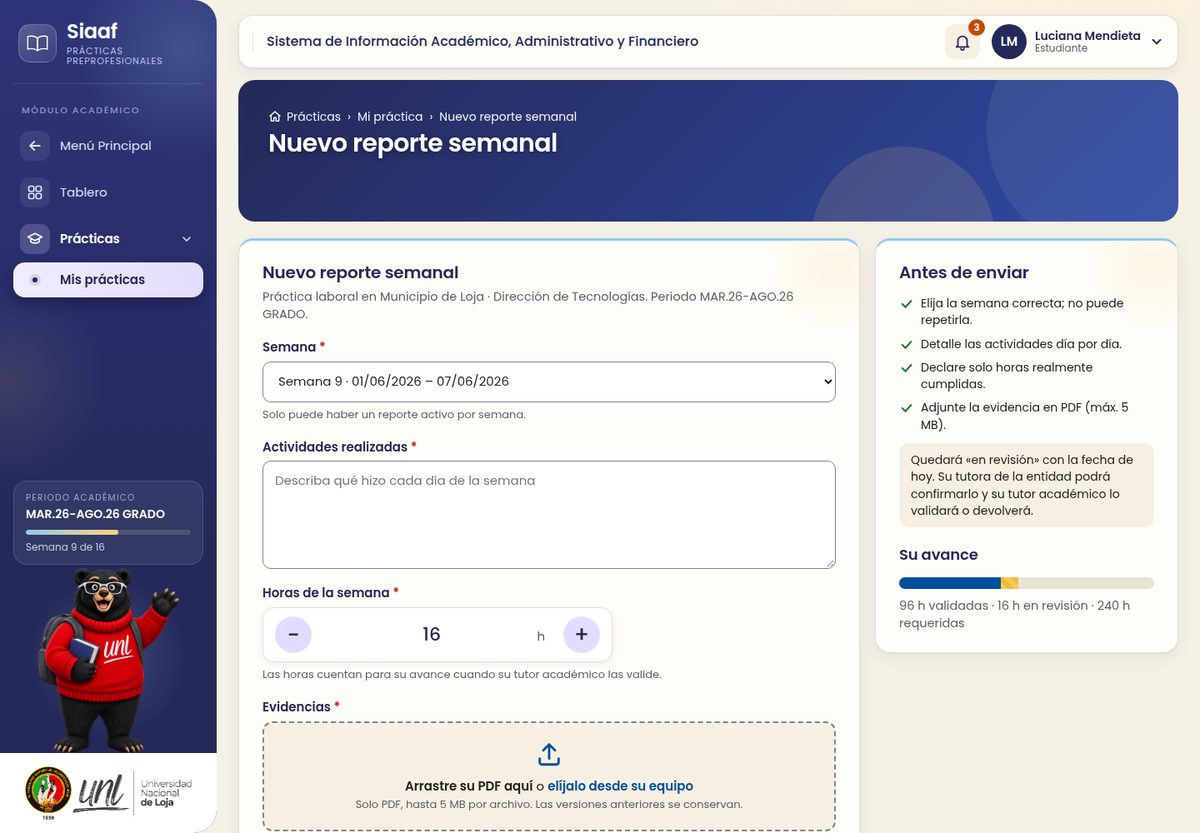 Siaaf
PRÁCTICAS
PREPROFESIONALES
MÓDULO ACADÉMICO
Menú Principal
Tablero
Prácticas
Mis prácticas
PERIODO ACADÉMICO
MAR.26-AGO.26 GRADO
Semana 9 de 16
unl
1859
unl
Universidad
Nacional
de Loja
Sistema de Información Académico, Administrativo y Financiero
3
LM
Luciana Mendieta
Estudiante
Prácticas › Mi práctica › Nuevo reporte semanal
Nuevo reporte semanal
Nuevo reporte semanal
Práctica laboral en Municipio de Loja · Dirección de Tecnologías. Periodo MAR.26-AGO.26
GRADO.
Semana *
Semana 9 · 01/06/2026 – 07/06/2026
Solo puede haber un reporte activo por semana.
Actividades realizadas *
Describa qué hizo cada día de la semana
Horas de la semana *
− 16 h +
Las horas cuentan para su avance cuando su tutor académico las valide.
Evidencias *
Arrastre su PDF aquí o elíjalo desde su equipo
Solo PDF, hasta 5 MB por archivo. Las versiones anteriores se conservan.
Antes de enviar
Elija la semana correcta; no puede
repetirla.
Detalle las actividades día por día.
Declare solo horas realmente
cumplidas.
Adjunte la evidencia en PDF (máx. 5
MB).
Quedará «en revisión» con la fecha de
hoy. Su tutora de la entidad podrá
confirmarlo y su tutor académico lo
validará o devolverá.
Su avance
96 h validadas · 16 h en revisión · 240 h
requeridas